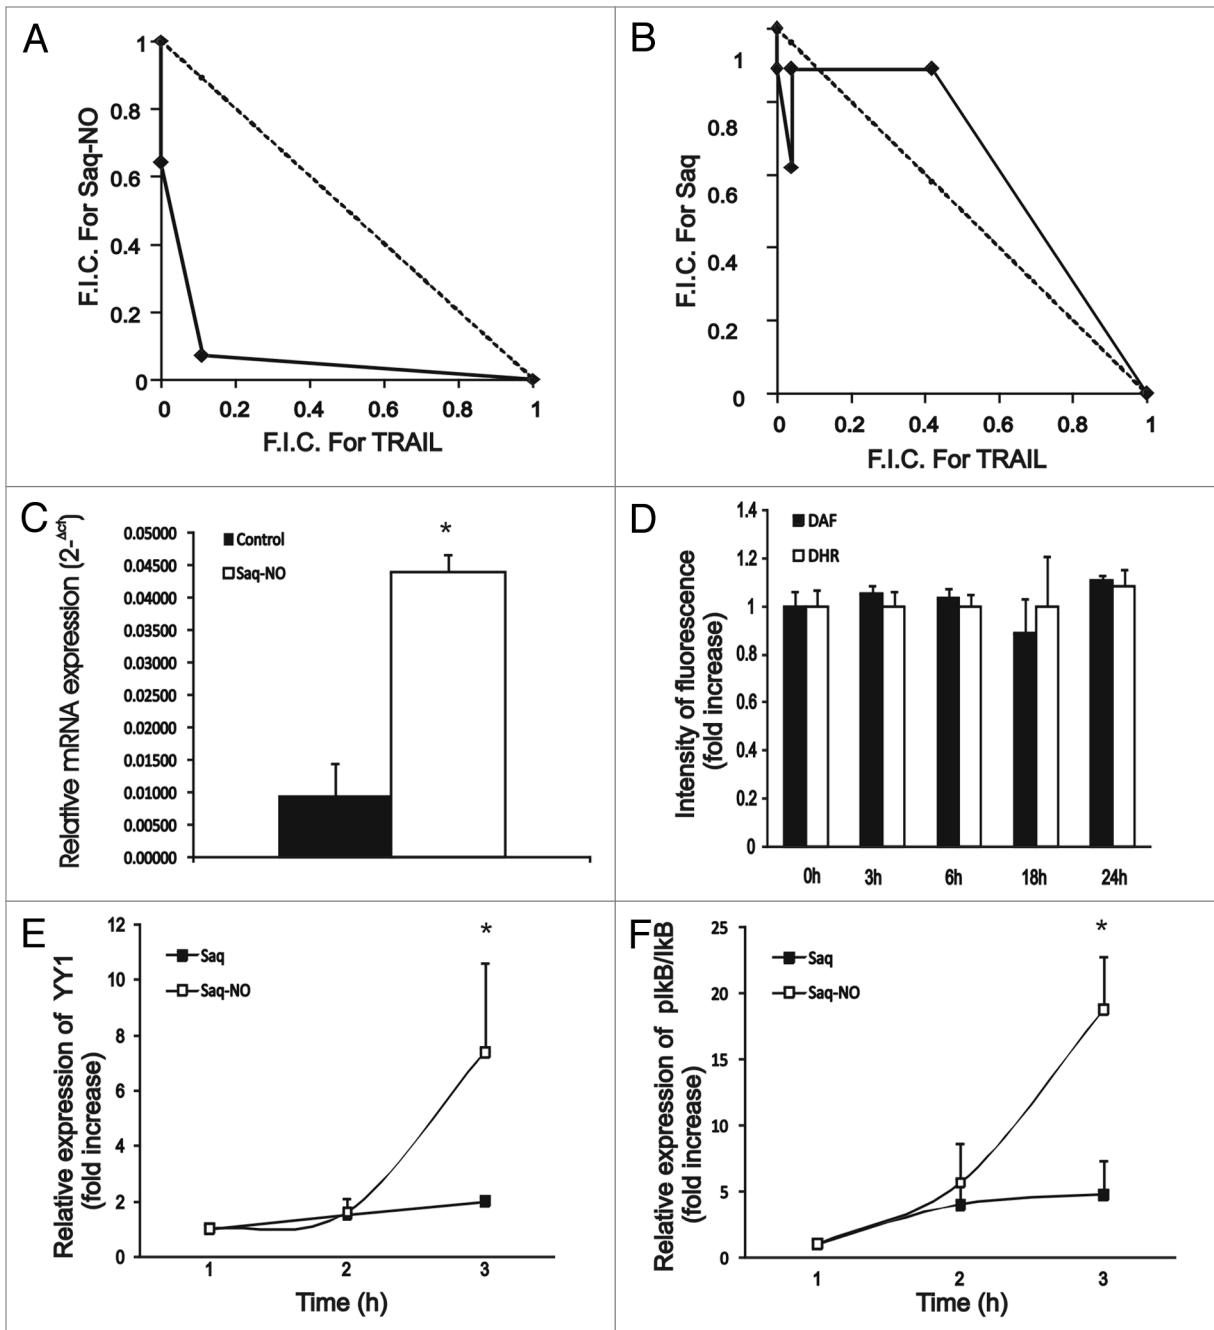 A
F.I.C. For Saq-NO
1
0.8
0.6
0.4
0.2
0
0 0.2 0.4 0.6 0.8 1
F.I.C. For TRAIL
B
F.I.C. For Saq
1
0.8
0.6
0.4
0.2
0
0 0.2 0.4 0.6 0.8 1
F.I.C. For TRAIL
C
Relative mRNA expression (2-Δct)
0.05000
0.04500
0.04000
0.03500
0.03000
0.02500
0.02000
0.01500
0.01000
0.00500
0.00000
Control
Saq-NO
*
D
Intensity of fluorescence
(fold increase)
1.4
1.2
1
0.8
0.6
0.4
0.2
0
DAF
DHR
0h 3h 6h 18h 24h
E
Relative expression of YY1
(fold increase)
12
10
8
6
4
2
0
Saq
Saq-NO
*
1 2 3
Time (h)
F
Relative expression of pIkB/IkB
(fold increase)
25
20
15
10
5
0
Saq
Saq-NO
*
1 2 3
Time (h)